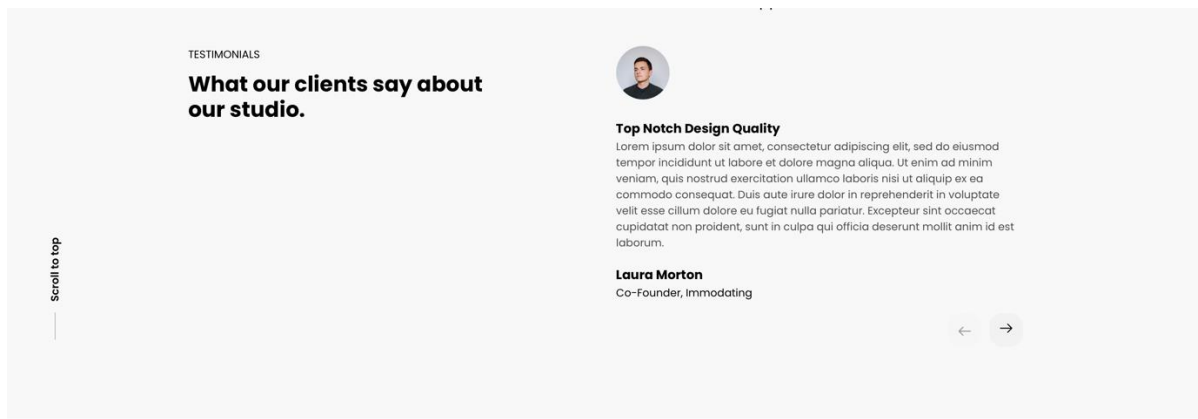 TESTIMONIALS
What our clients say about
our studio.
Top Notch Design Quality
Lorem ipsum dolor sit amet, consectetur adipiscing elit, sed do eiusmod
tempor incididunt ut labore et dolore magna aliqua. Ut enim ad minim
veniam, quis nostrud exercitation ullamco laboris nisi ut aliquip ex ea
commodo consequat. Duis aute irure dolor in reprehenderit in voluptate
velit esse cillum dolore eu fugiat nulla pariatur. Excepteur sint occaecat
cupidatat non proident, sunt in culpa qui officia deserunt mollit anim id est
laborum.
Laura Morton
Co-Founder, Immodating
Scroll to top